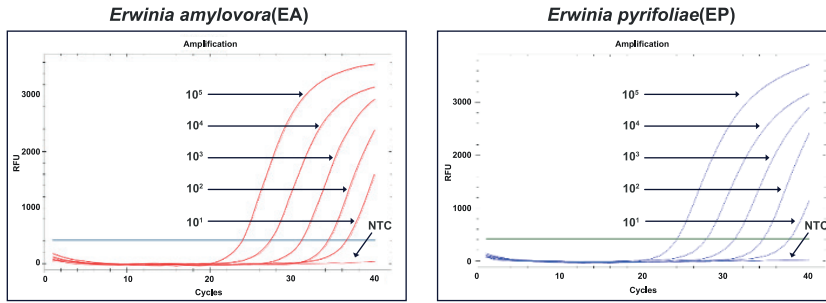 Erwinia amylovora(EA)
Amplification
RFU
3000
2000
1000
0
10⁵
10⁴
10³
10²
10¹
NTC
0 10 20 30 40
Cycles
Erwinia pyrifoliae(EP)
Amplification
RFU
3000
2000
1000
0
10⁵
10⁴
10³
10²
10¹
NTC
0 10 20 30 40
Cycles